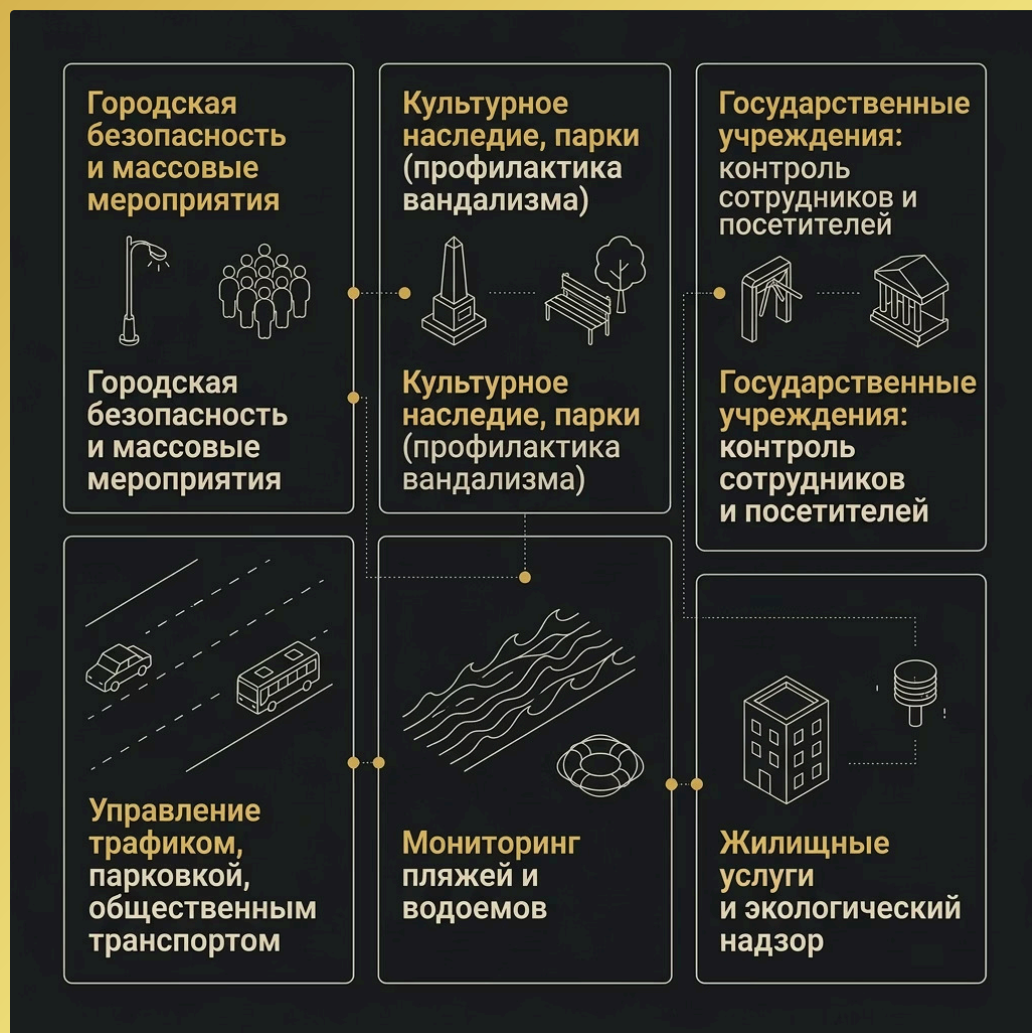 Городская
безопасность
и массовые
мероприятия
Городская
безопасность
и массовые
мероприятия
Культурное
наследие, парки
(профилактика
вандализма)
Культурное
наследие, парки
(профилактика
вандализма)
Государственные
учреждения:
контроль
сотрудников и
посетителей
Государственные
учреждения:
контроль
сотрудников
и посетителей
Управление
трафиком,
парковкой,
общественным
транспортом
Мониторинг
пляжей и
водоемов
Жилищные
услуги
и экологический
надзор